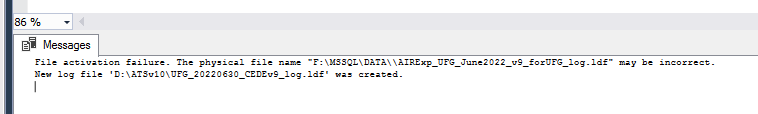 86 %
Messages
File activation failure. The physical file name "F:\MSSQL\DATA\\AIRExp_UFG_June2022_v9_forUFG_log.ldf" may be incorrect.
New log file 'D:\ATSv10\UFG_20220630_CEDEv9_log.ldf' was created.